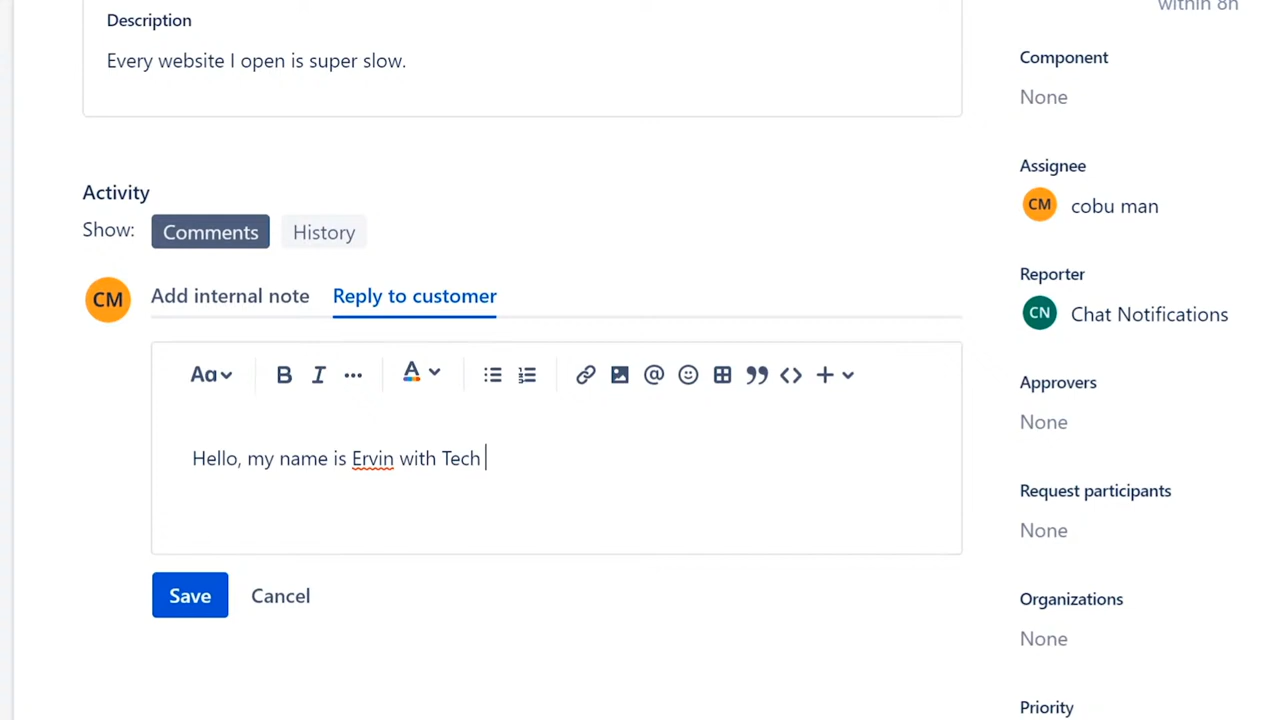 within 8h
Description
Every website I open is super slow.
Component
None
Activity
Assignee
Show: Comments History
CM cobu man
Reporter
CM Add internal note Reply to customer
CN Chat Notifications
Aa B I ... A @ <> +
Approvers
None
Hello, my name is Ervin with Tech
Request participants
None
Save Cancel
Organizations
None
Priority